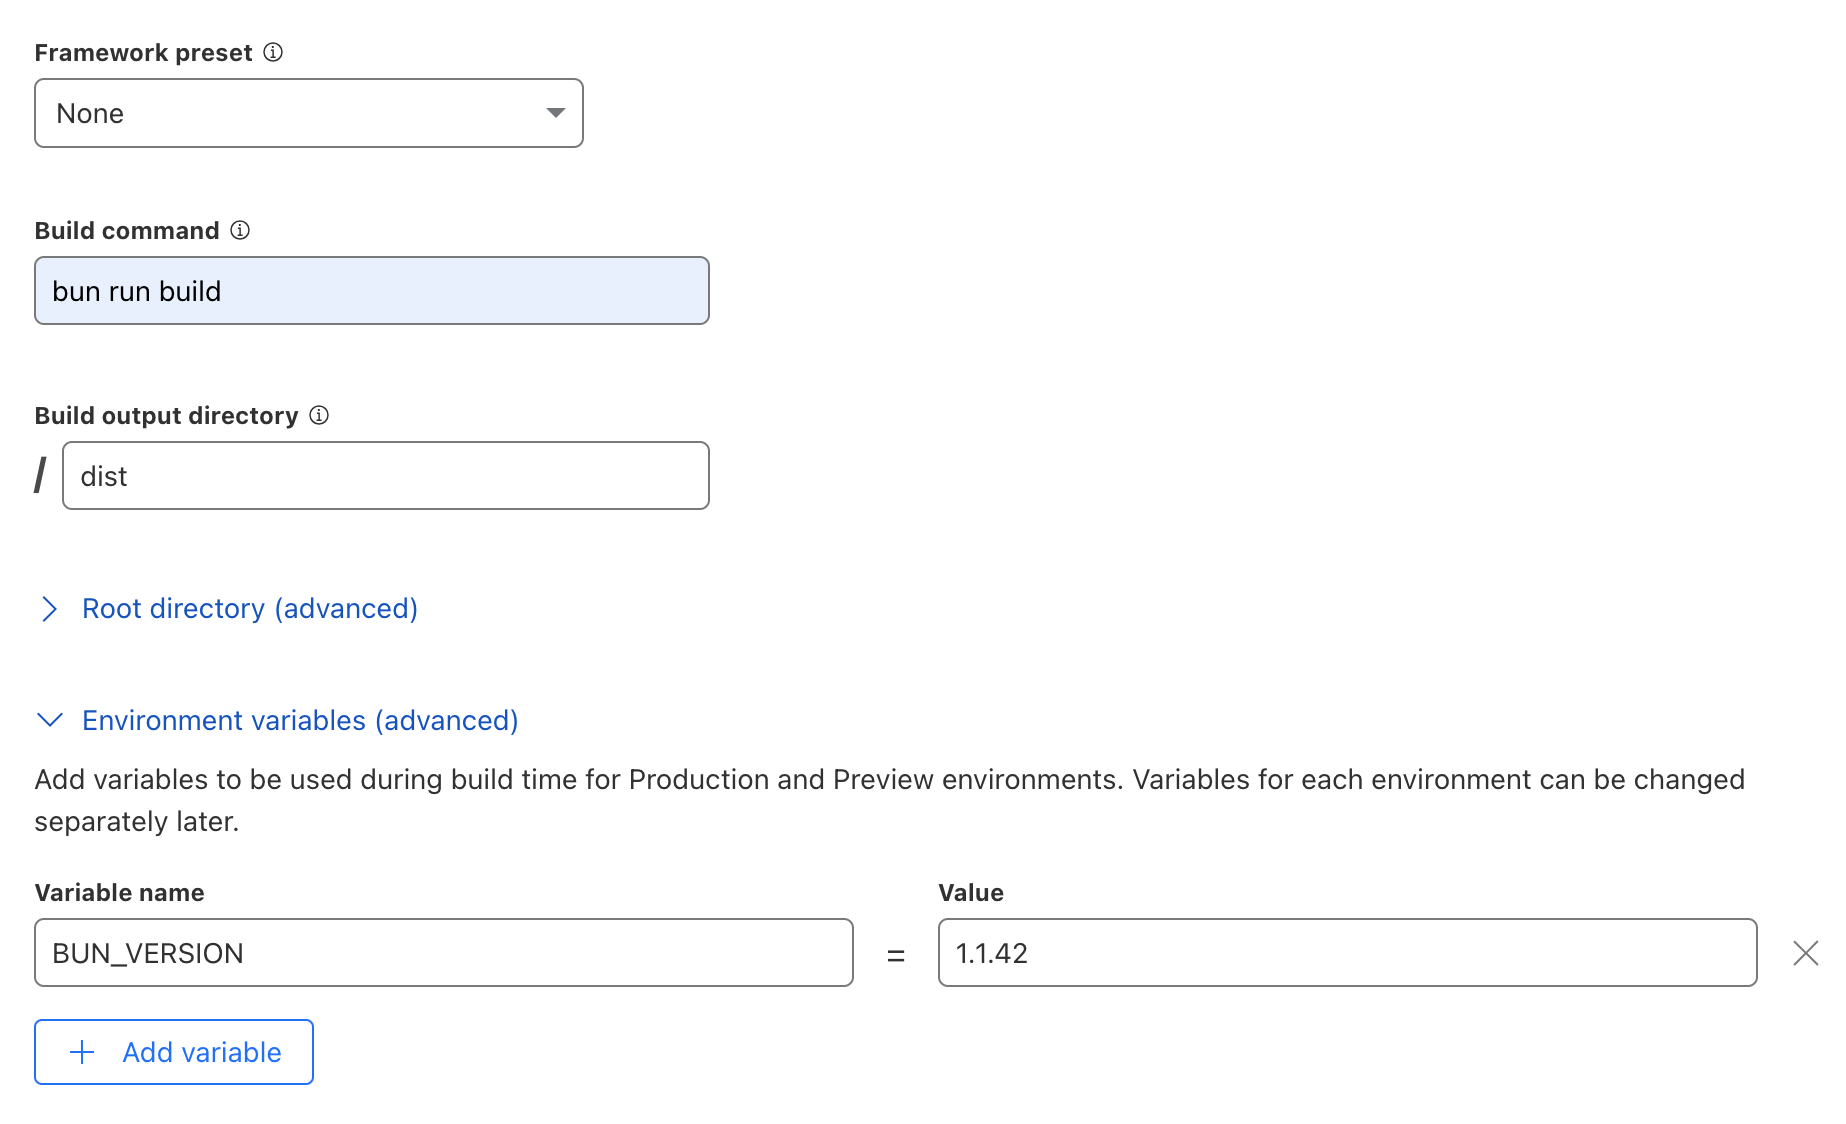 Framework preset
None
Build command
bun run build
Build output directory
/ dist
Root directory (advanced)
Environment variables (advanced)
Add variables to be used during build time for Production and Preview environments. Variables for each environment can be changed
separately later.
Variable name
Value
BUN_VERSION = 1.1.42
Add variable